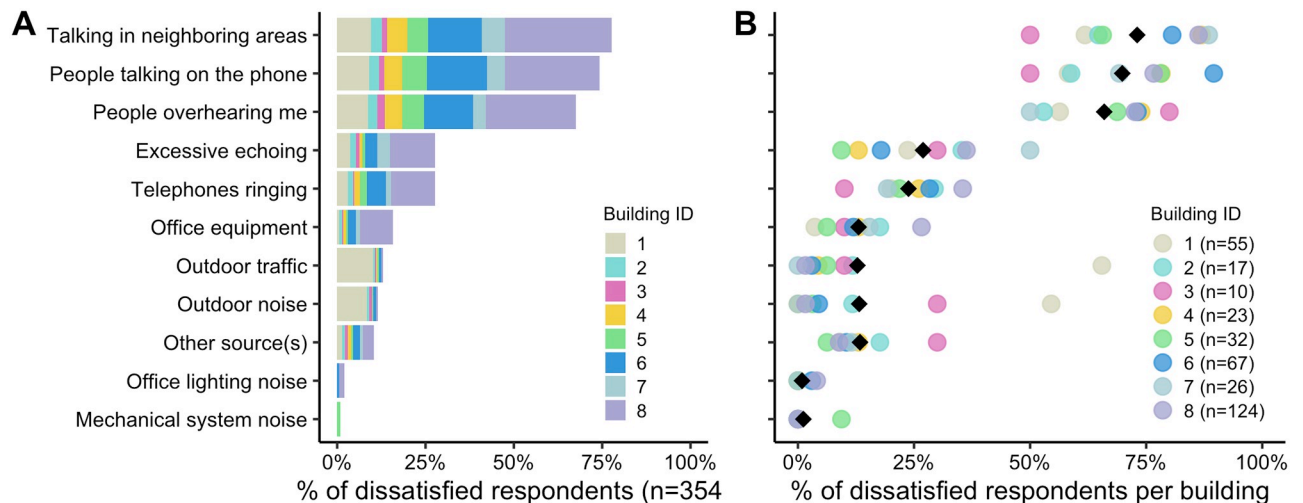 A
Talking in neighboring areas
People talking on the phone
People overhearing me
Excessive echoing
Telephones ringing
Office equipment
Outdoor traffic
Outdoor noise
Other source(s)
Office lighting noise
Mechanical system noise
0% 25% 50% 75% 100%
% of dissatisfied respondents (n=354
Building ID
1
2
3
4
5
6
7
8
B
Building ID
1 (n=55)
2 (n=17)
3 (n=10)
4 (n=23)
5 (n=32)
6 (n=67)
7 (n=26)
8 (n=124)
0% 25% 50% 75% 100%
% of dissatisfied respondents per building